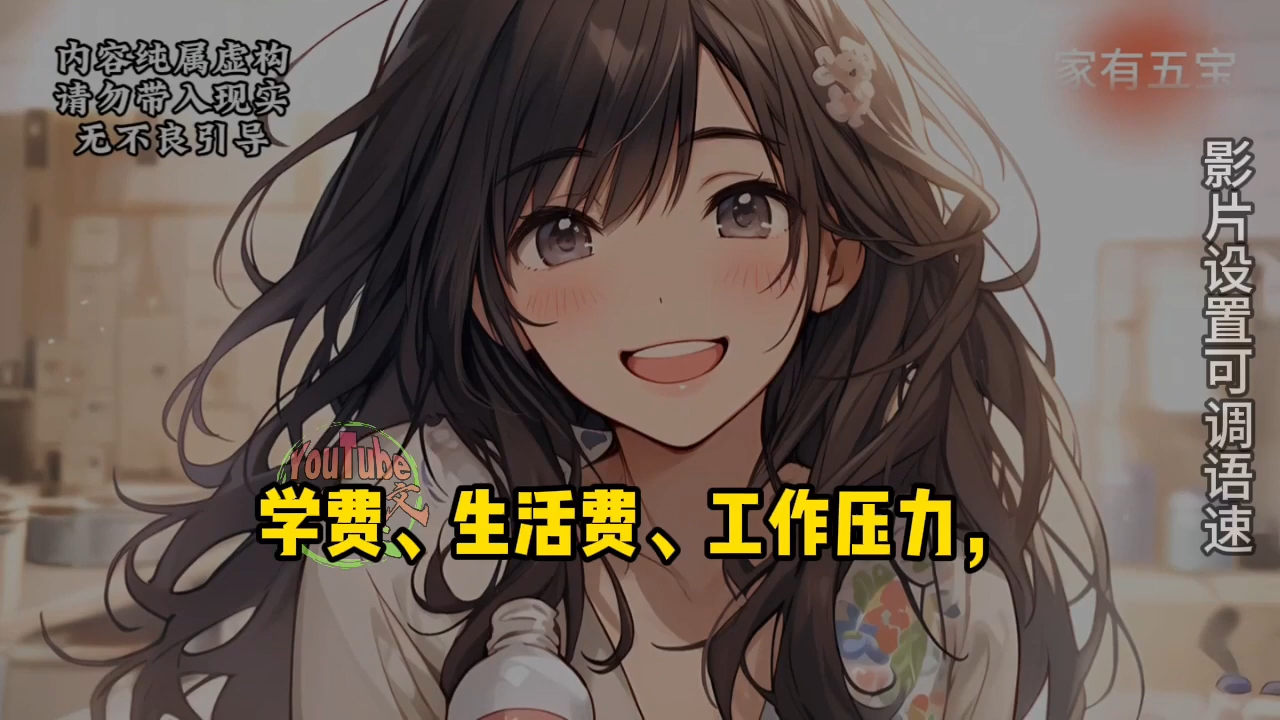 内容纯属虚构
请勿带入现实
无不良引导
家有五宝
影片设置可调语速
YouTube
文
学费、生活费、工作压力，